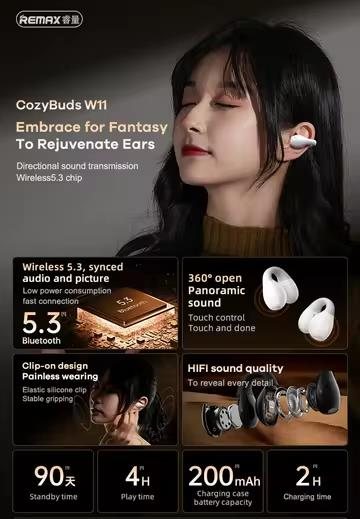 REMAX睿量
CozyBuds W11
Embrace for Fantasy
To Rejuvenate Ears
Directional sound transmission
Wireless5.3 chip
Wireless 5.3, synced
audio and picture
Low power consumption
fast connection
5.3
Bluetooth
5.3
Bluetooth
360° open
Panoramic
sound
Touch control
Touch and done
Clip-on design
Painless wearing
Elastic silicone clip
Stable gripping
HIFI sound quality
To reveal every detail
90天
Standby time
4H
Play time
200mAh
Charging case
battery capacity
2H
Charging time